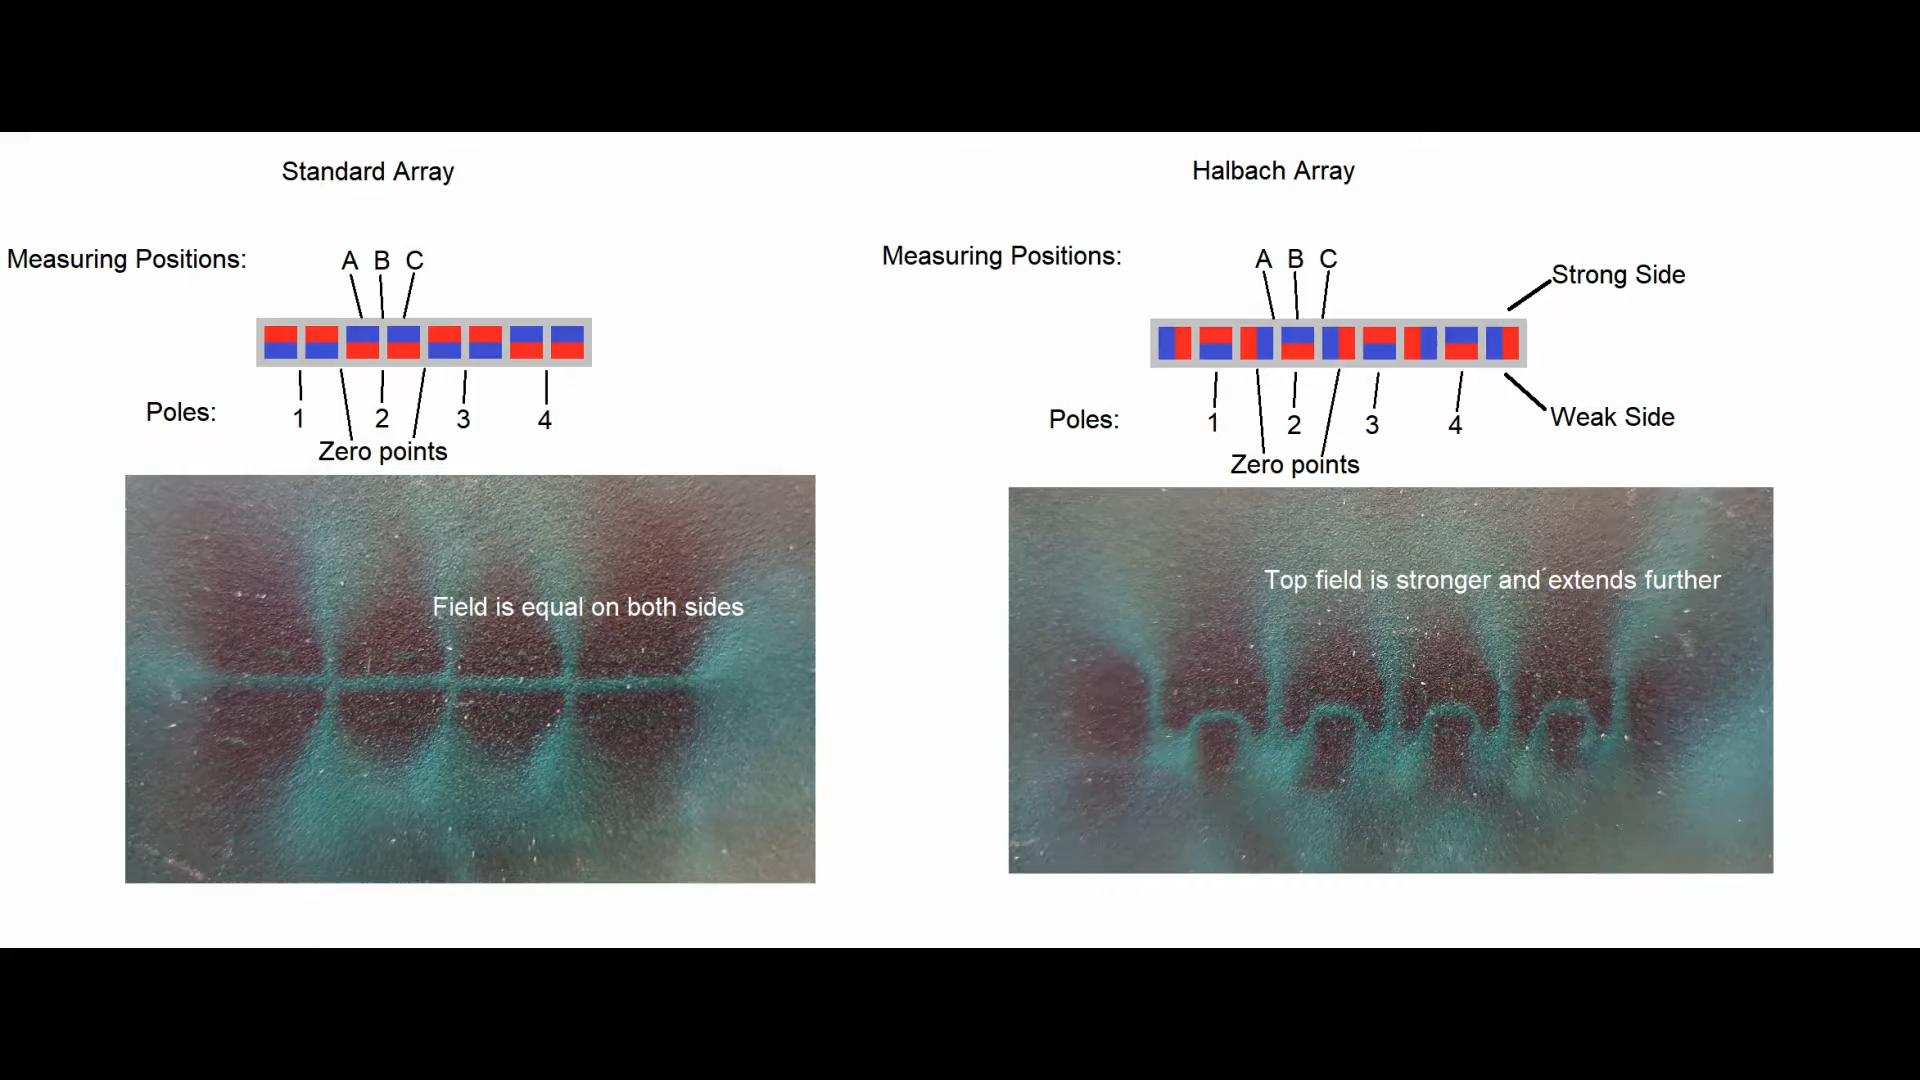 Standard Array
Measuring Positions:
A B C
Poles:
1 2 3 4
Zero points
Field is equal on both sides
Halbach Array
Measuring Positions:
A B C
Strong Side
Poles:
1 2 3 4
Weak Side
Zero points
Top field is stronger and extends further